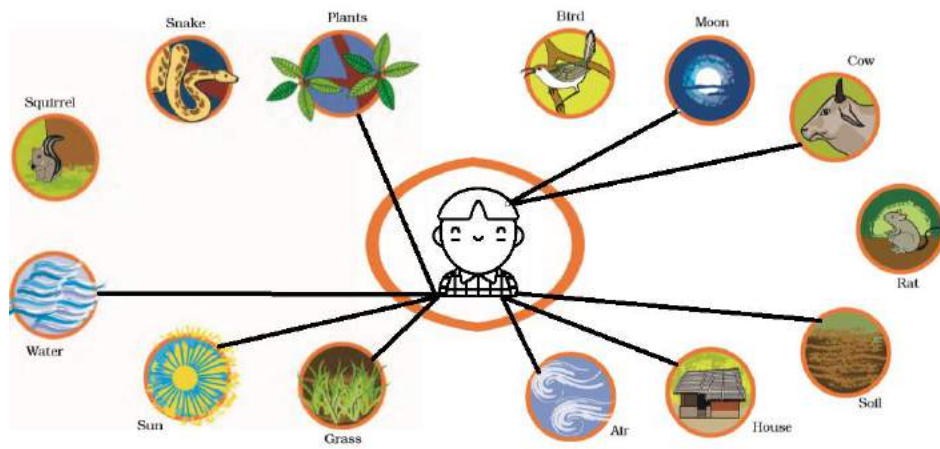 Snake
Plants
Bird
Moon
Cow
Squirrel
Rat
Water
Soil
Sun
Grass
Air
House